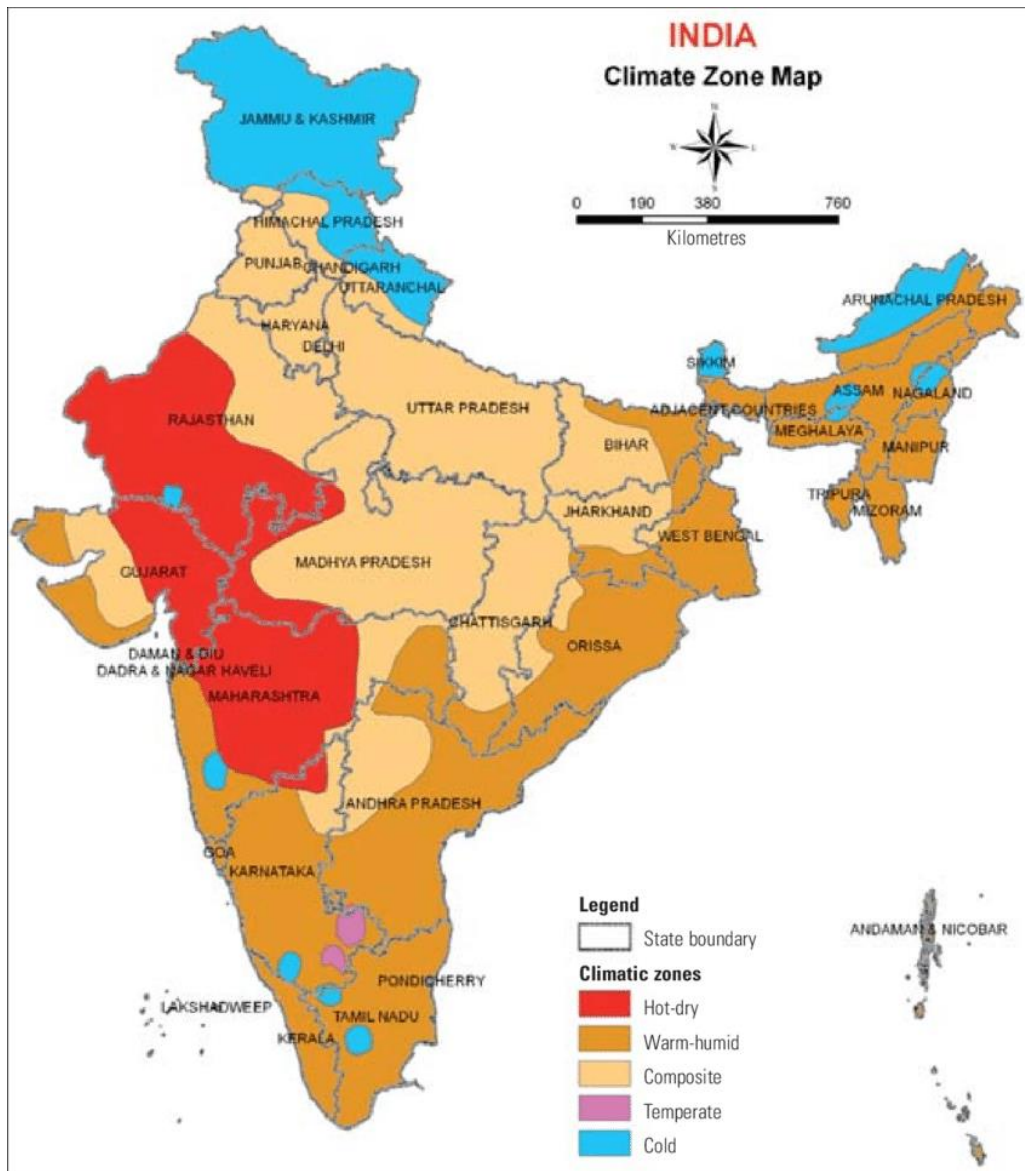 INDIA
Climate Zone Map
N
W
E
S
0 190 380 760
Kilometres
JAMMU & KASHMIR
HIMACHAL PRADESH
PUNJAB
CHANDIGARH
UTTARANCHAL
HARYANA
DELHI
ARUNACHAL PRADESH
SIKKIM
RAJASTHAN
UTTAR PRADESH
ASSAM
NAGALAND
ADJACENT COUNTRIES
BIHAR
MEGHALAYA
MANIPUR
TRIPURA
MIZORAM
JHARKHAND
WEST BENGAL
GUJARAT
MADHYA PRADESH
CHATTISGARH
ORISSA
DAMAN & DIU
DADRA & NAGAR HAVELI
MAHARASHTRA
ANDHRA PRADESH
GOA
KARNATAKA
ANDAMAN & NICOBAR
PONDICHERRY
LAKSHADWEEP
TAMIL NADU
KERALA
Legend
State boundary
Climatic zones
Hot-dry
Warm-humid
Composite
Temperate
Cold